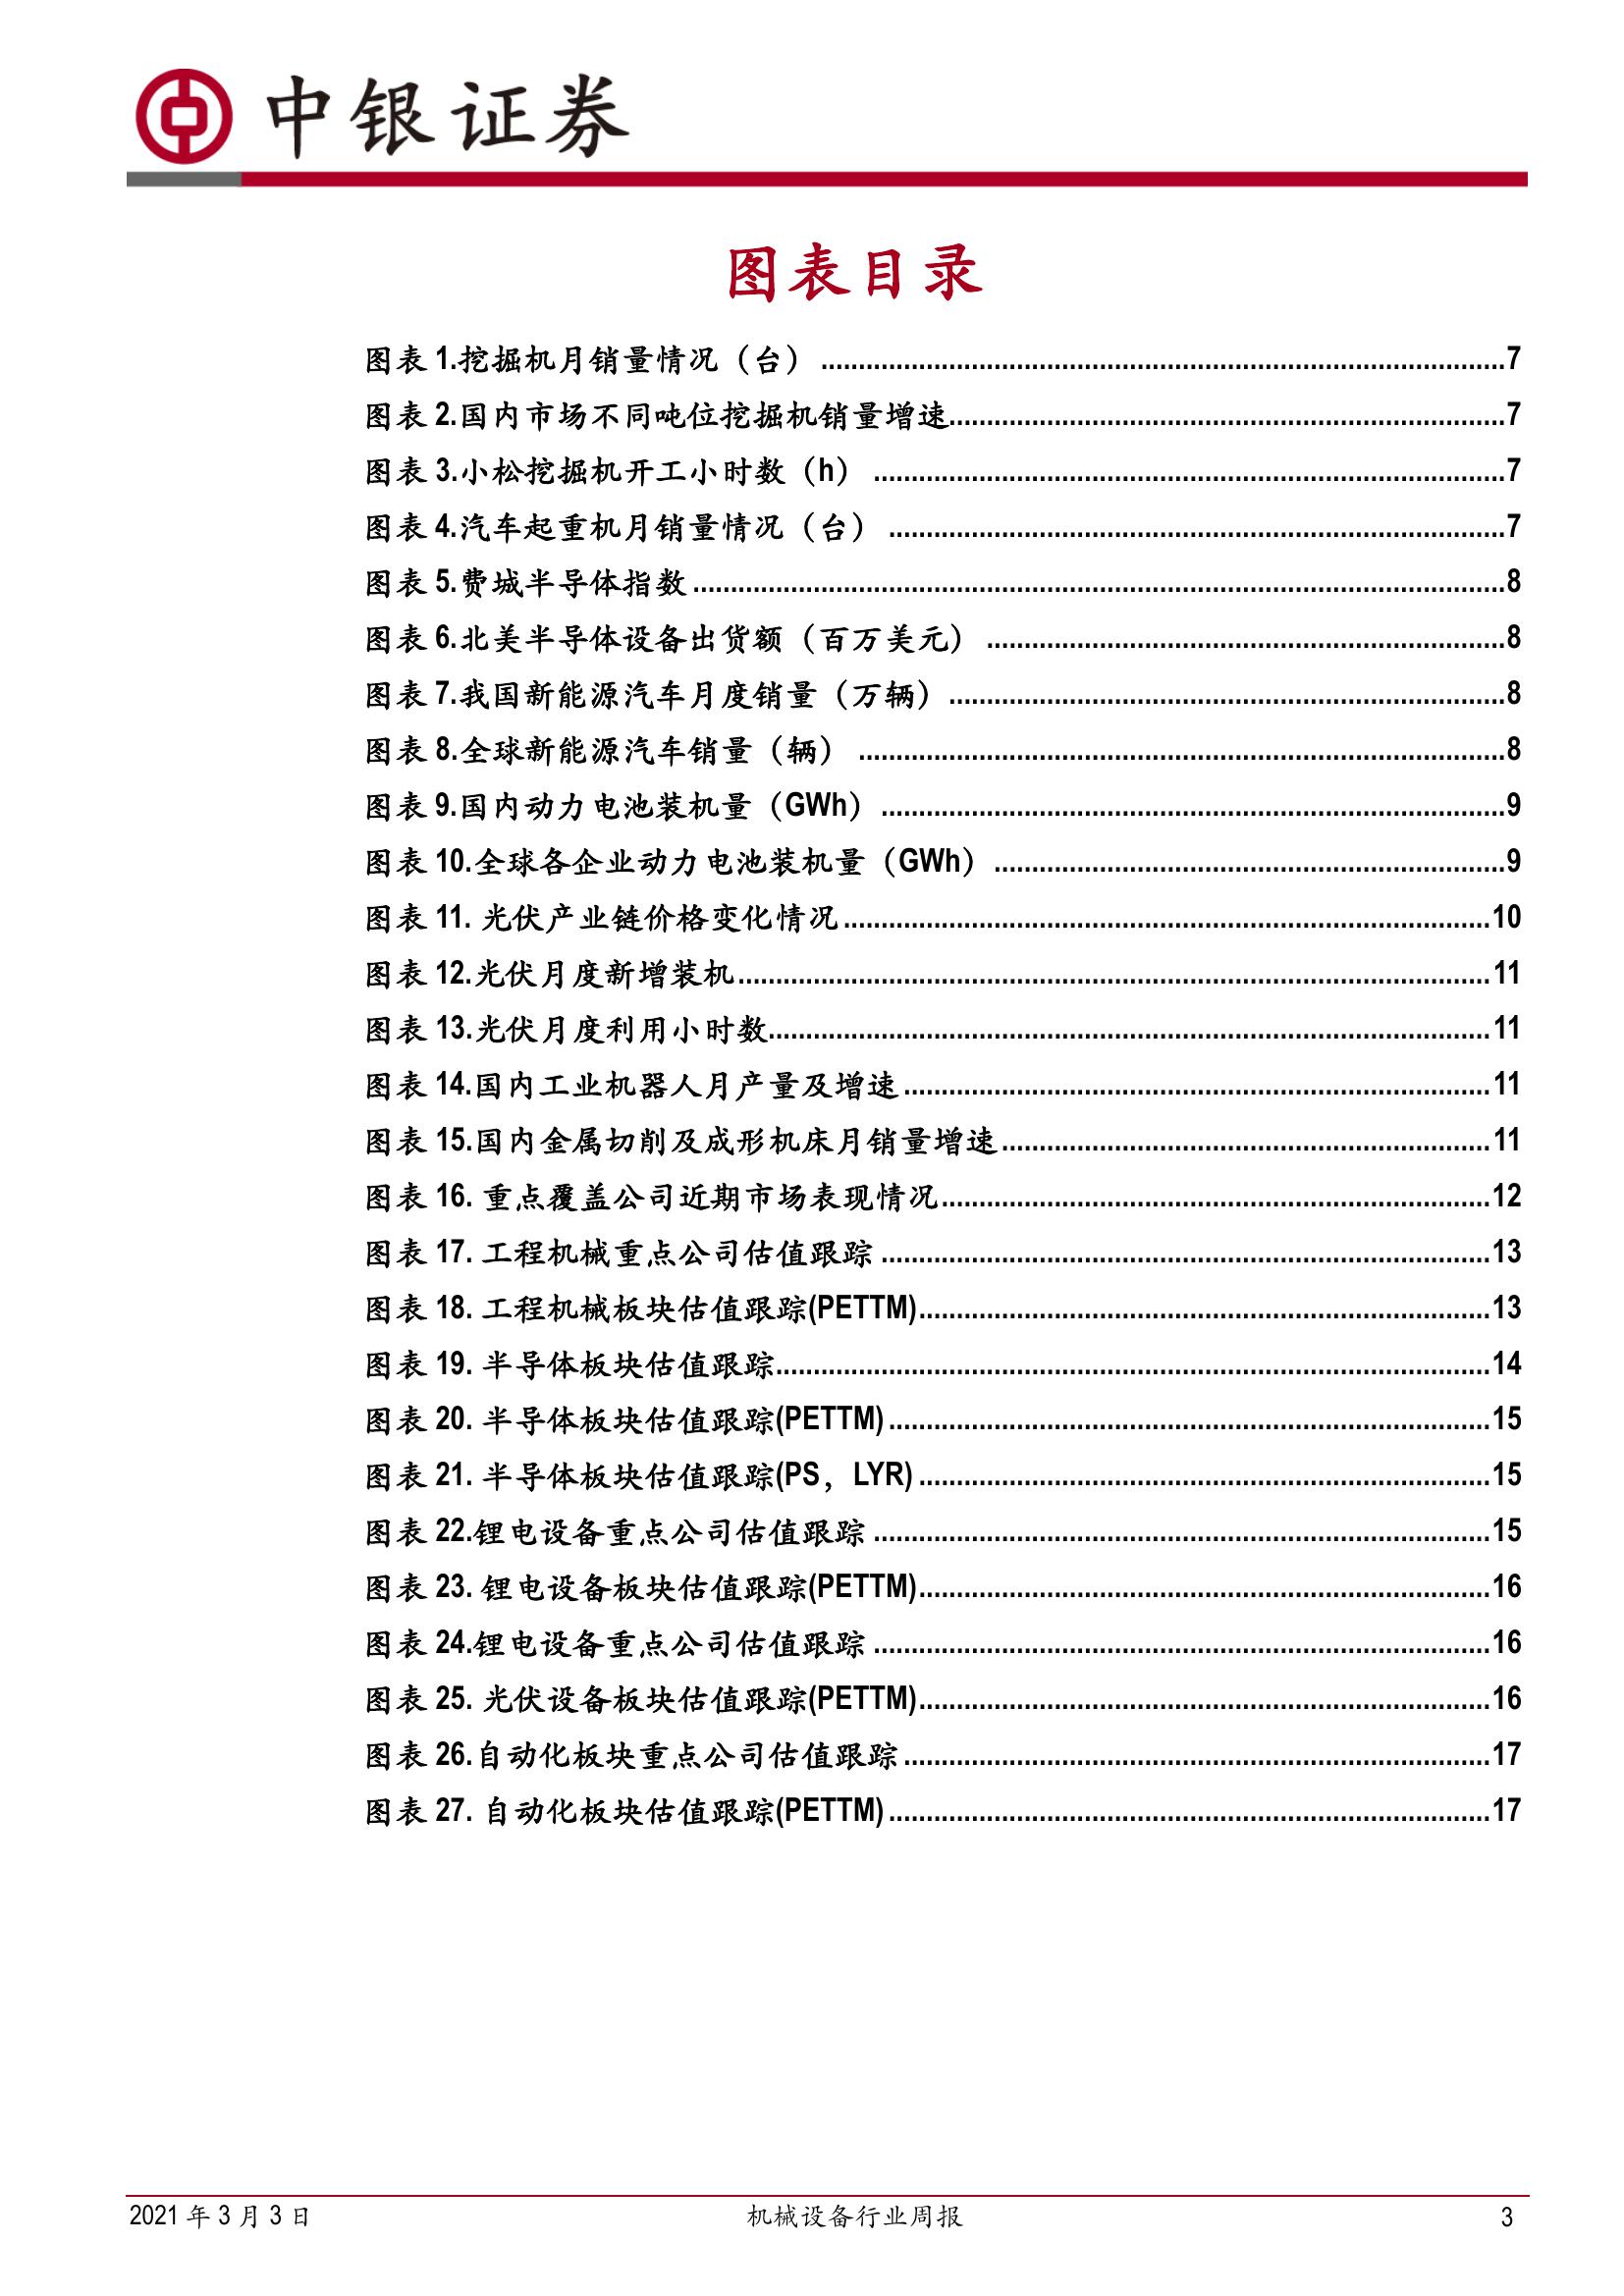 中银证券
图表目录
图表 1.挖掘机月销量情况（台） ........................................................................................7
图表 2.国内市场不同吨位挖掘机销量增速........................................................................7
图表 3.小松挖掘机开工小时数（h） .................................................................................7
图表 4.汽车起重机月销量情况（台） ...............................................................................7
图表 5.费城半导体指数 .........................................................................................................8
图表 6.北美半导体设备出货额（百万美元） ...................................................................8
图表 7.我国新能源汽车月度销量（万辆） ........................................................................8
图表 8.全球新能源汽车销量（辆） ...................................................................................8
图表 9.国内动力电池装机量（GWh） ................................................................................9
图表 10.全球各企业动力电池装机量（GWh） ..................................................................9
图表 11. 光伏产业链价格变化情况 ...................................................................................10
图表 12.光伏月度新增装机.................................................................................................11
图表 13.光伏月度利用小时数.............................................................................................11
图表 14.国内工业机器人月产量及增速 ...........................................................................11
图表 15.国内金属切削及成形机床月销量增速 ...............................................................11
图表 16. 重点覆盖公司近期市场表现情况.......................................................................12
图表 17. 工程机械重点公司估值跟踪 ..............................................................................13
图表 18. 工程机械板块估值跟踪(PETTM).........................................................................13
图表 19. 半导体板块估值跟踪............................................................................................14
图表 20. 半导体板块估值跟踪(PETTM) .............................................................................15
图表 21. 半导体板块估值跟踪(PS，LYR) .........................................................................15
图表 22.锂电设备重点公司估值跟踪 ...............................................................................15
图表 23. 锂电设备板块估值跟踪(PETTM).........................................................................16
图表 24.锂电设备重点公司估值跟踪 ...............................................................................16
图表 25. 光伏设备板块估值跟踪(PETTM).........................................................................16
图表 26.自动化板块重点公司估值跟踪 ...........................................................................17
图表 27. 自动化板块估值跟踪(PETTM) .............................................................................17
2021 年 3 月 3 日 机械设备行业周报 3